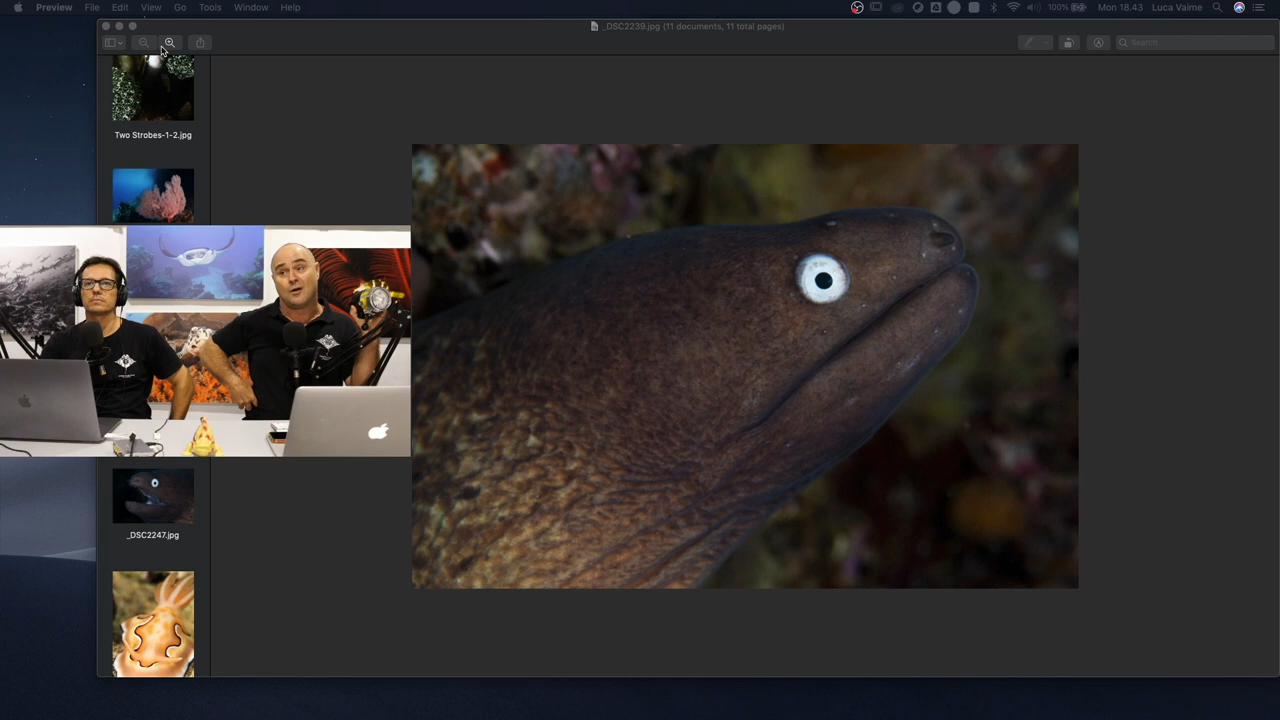 Preview File Edit View Go Tools Window Help
100% Mon 18.43 Luca Vaime
_DSC2239.jpg (11 documents, 11 total pages)
Search
Two Strobes-1-2.jpg
_DSC2247.jpg